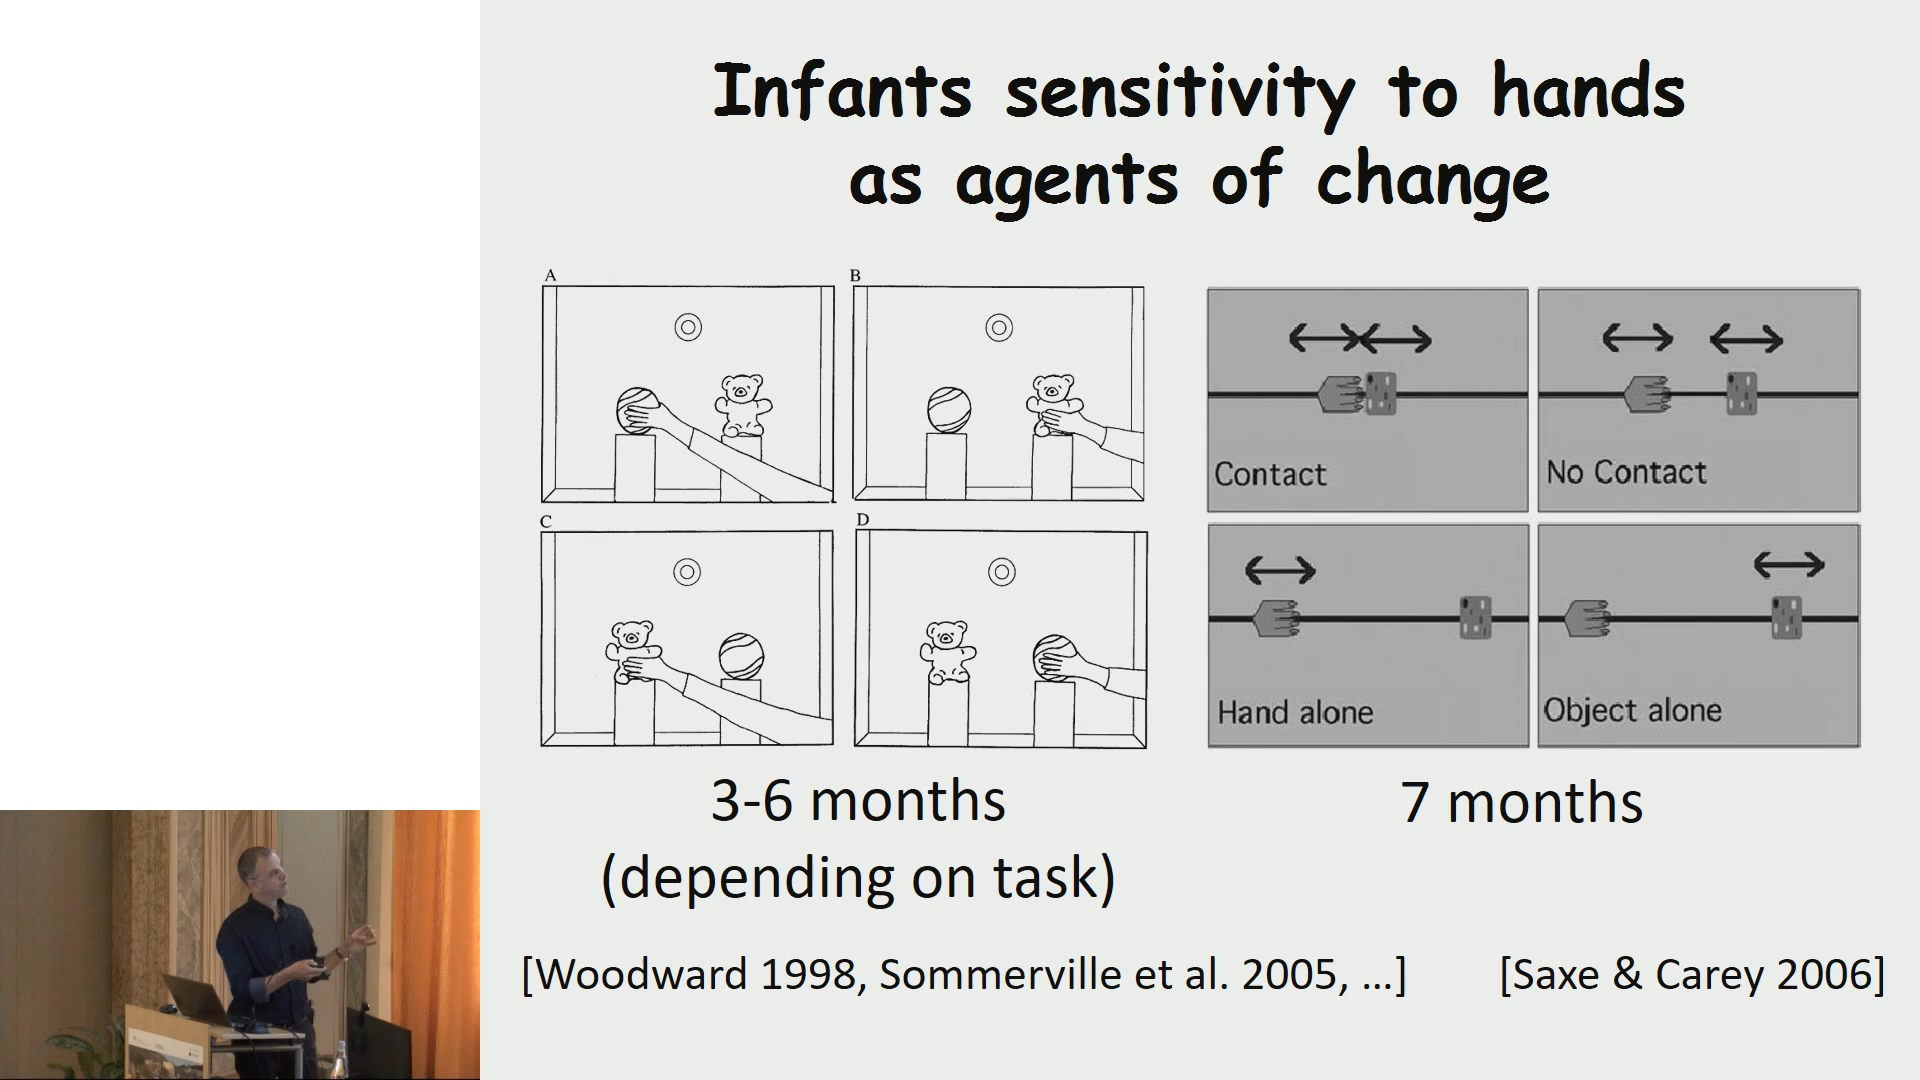 Infants sensitivity to hands
as agents of change
A
B
C
D
Contact
No Contact
Hand alone
Object alone
3-6 months
(depending on task)
7 months
[Woodward 1998, Sommerville et al. 2005, ...]
[Saxe & Carey 2006]